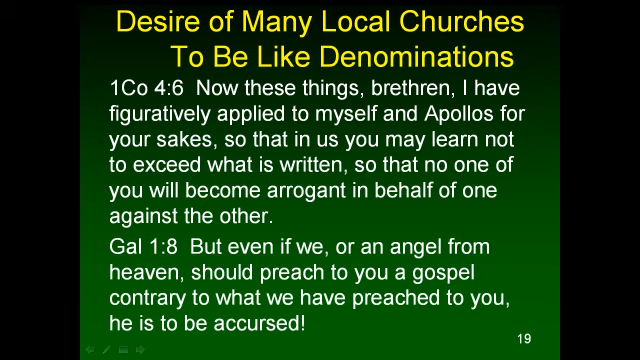 Desire of Many Local Churches
To Be Like Denominations
1Co 4:6 Now these things, brethren, I have
figuratively applied to myself and Apollos for
your sakes, so that in us you may learn not
to exceed what is written, so that no one of
you will become arrogant in behalf of one
against the other.
Gal 1:8 But even if we, or an angel from
heaven, should preach to you a gospel
contrary to what we have preached to you,
he is to be accursed!
19